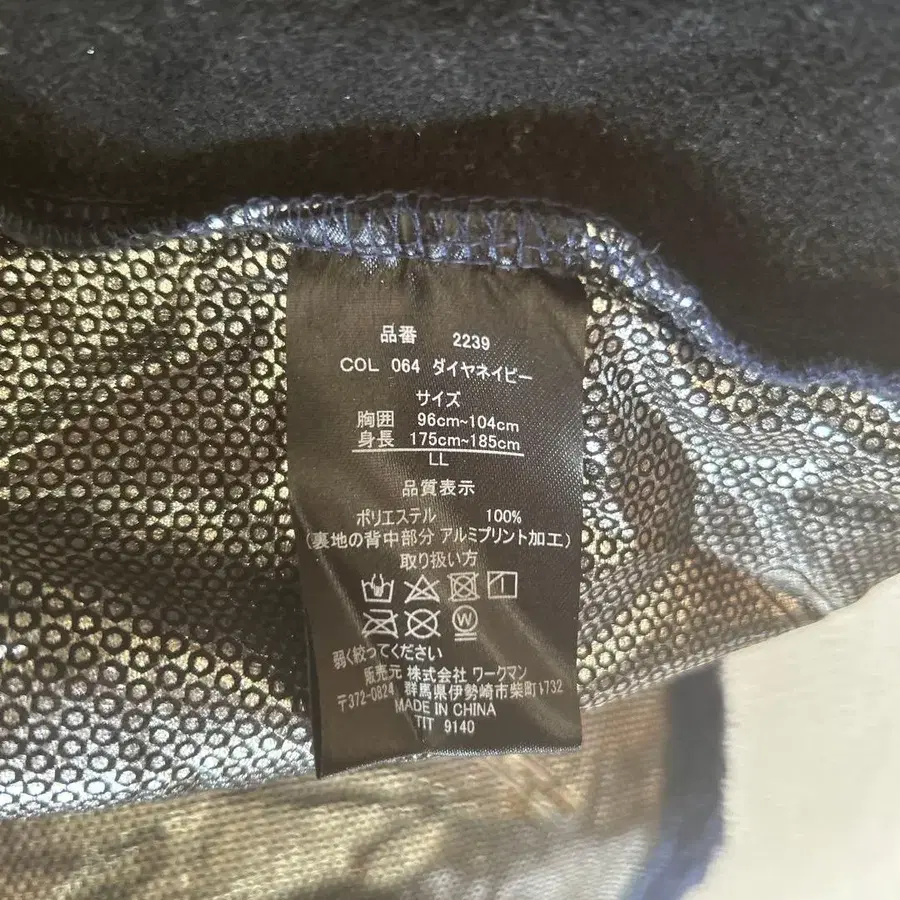 品番 2239
COL 064 ダイヤネイビー
サイズ
胸囲 96cm~104cm
身長 175cm~185cm
LL
品質表示
ポリエステル 100%
(裏地の背中部分 アルミプリント加工)
取り扱い方
W
弱く絞ってください
販売元 株式会社 ワークマン
〒372-0824 群馬県伊勢崎市柴町1732
MADE IN CHINA
TIT 9140